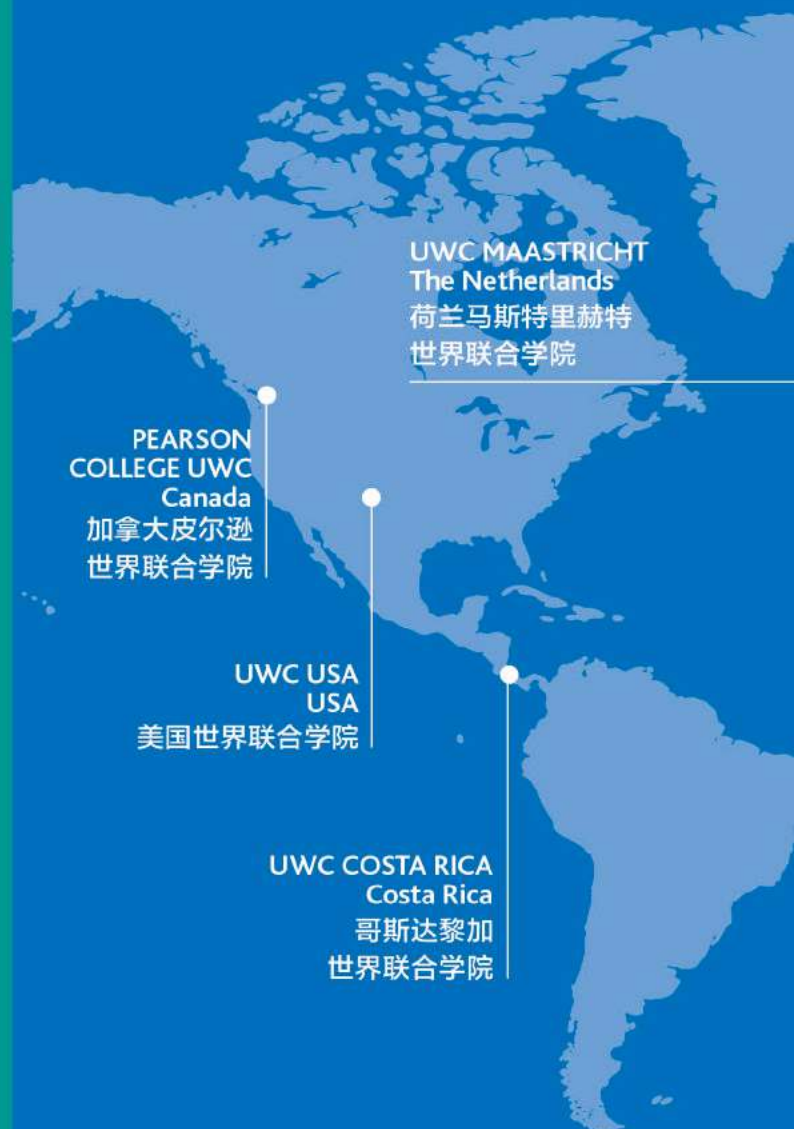 UWC MAASTRICHT
The Netherlands
荷兰马斯特里赫特
世界联合学院
PEARSON
COLLEGE UWC
Canada
加拿大皮尔逊
世界联合学院
UWC USA
USA
美国世界联合学院
UWC COSTA RICA
Costa Rica
哥斯达黎加
世界联合学院